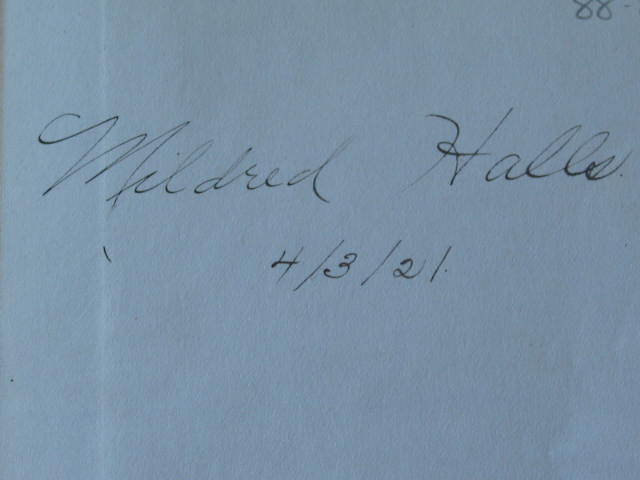 88-
Mildred Halls.
4/3/21.